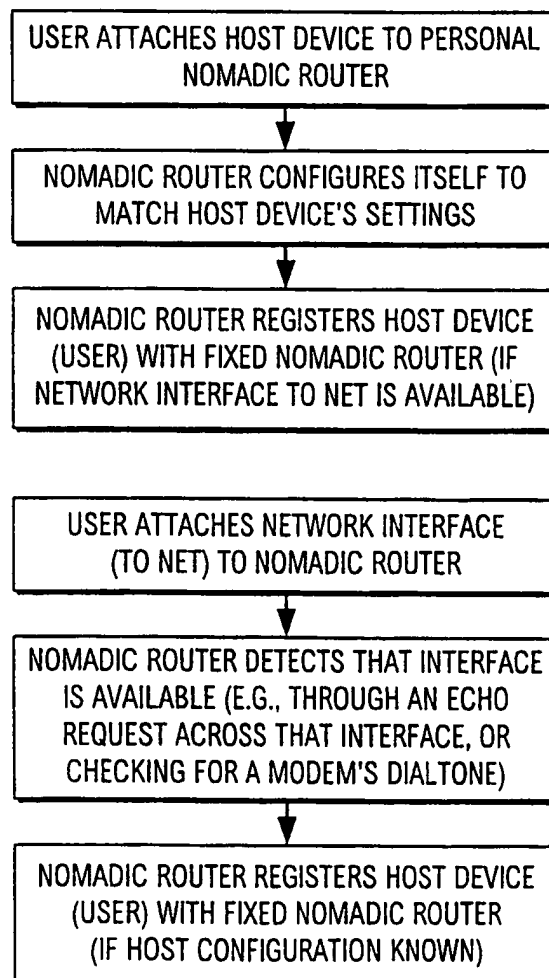 USER ATTACHES HOST DEVICE TO PERSONAL
NOMADIC ROUTER
NOMADIC ROUTER CONFIGURES ITSELF TO
MATCH HOST DEVICE'S SETTINGS
NOMADIC ROUTER REGISTERS HOST DEVICE
(USER) WITH FIXED NOMADIC ROUTER (IF
NETWORK INTERFACE TO NET IS AVAILABLE)
USER ATTACHES NETWORK INTERFACE
(TO NET) TO NOMADIC ROUTER
NOMADIC ROUTER DETECTS THAT INTERFACE
IS AVAILABLE (E.G., THROUGH AN ECHO
REQUEST ACROSS THAT INTERFACE, OR
CHECKING FOR A MODEM'S DIALTONE)
NOMADIC ROUTER REGISTERS HOST DEVICE
(USER) WITH FIXED NOMADIC ROUTER
(IF HOST CONFIGURATION KNOWN)